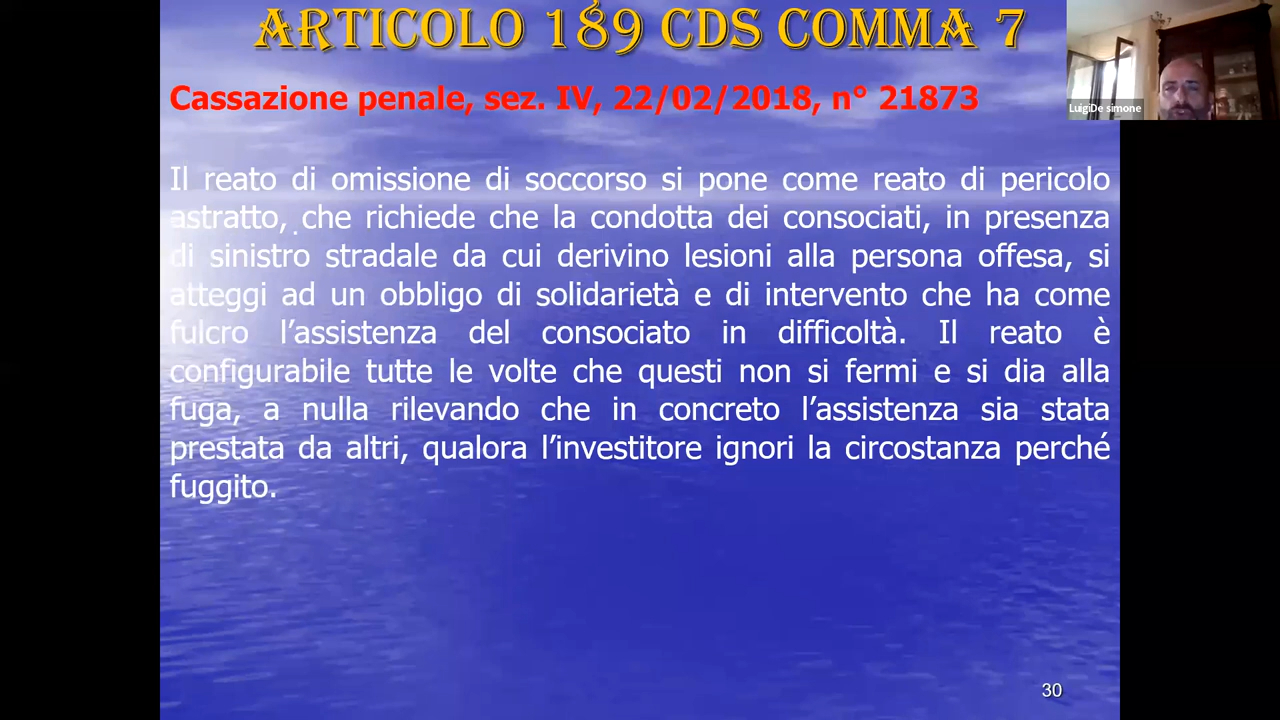 ARTICOLO 189 CDS COMMA 7
LuigiDe simone
Cassazione penale, sez. IV, 22/02/2018, n° 21873
Il reato di omissione di soccorso si pone come reato di pericolo
astratto, che richiede che la condotta dei consociati, in presenza
di sinistro stradale da cui derivino lesioni alla persona offesa, si
atteggi ad un obbligo di solidarietà e di intervento che ha come
fulcro l’assistenza del consociato in difficoltà. Il reato è
configurabile tutte le volte che questi non si fermi e si dia alla
fuga, a nulla rilevando che in concreto l’assistenza sia stata
prestata da altri, qualora l’investitore ignori la circostanza perché
fuggito.
30